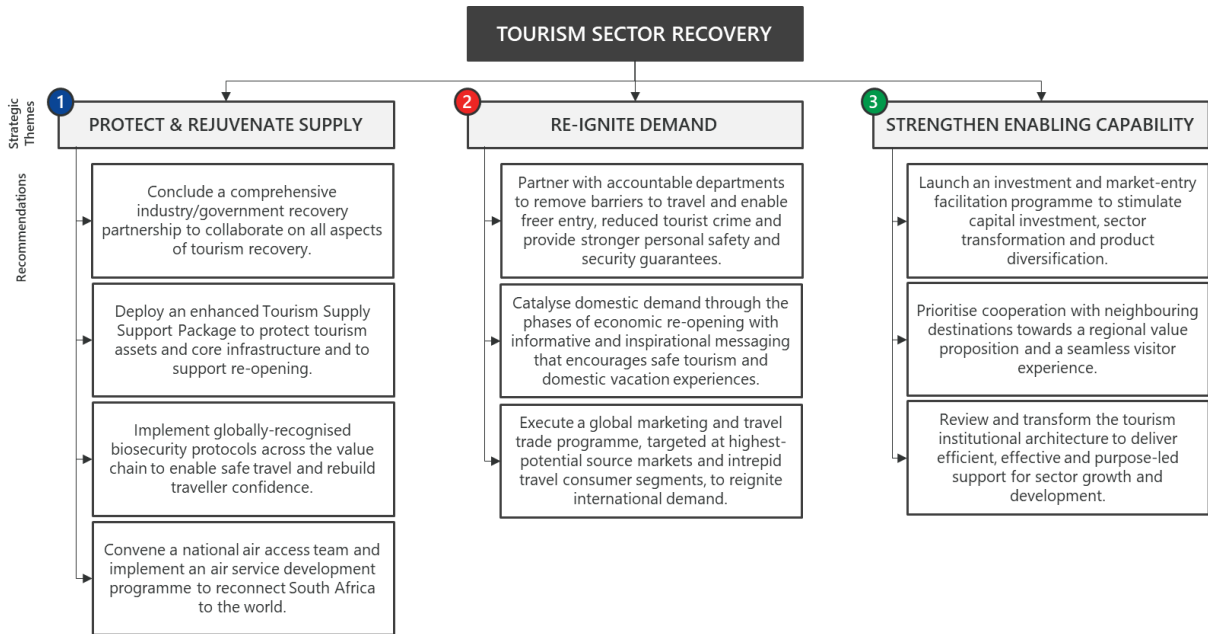 TOURISM SECTOR RECOVERY
Strategic
Themes
1
PROTECT & REJUVENATE SUPPLY
2
RE-IGNITE DEMAND
3
STRENGTHEN ENABLING CAPABILITY
Recommendations
Conclude a comprehensive
industry/government recovery
partnership to collaborate on all aspects
of tourism recovery.
Deploy an enhanced Tourism Supply
Support Package to protect tourism
assets and core infrastructure and to
support re-opening.
Implement globally-recognised
biosecurity protocols across the value
chain to enable safe travel and rebuild
traveller confidence.
Convene a national air access team and
implement an air service development
programme to reconnect South Africa
to the world.
Partner with accountable departments
to remove barriers to travel and enable
freer entry, reduced tourist crime and
provide stronger personal safety and
security guarantees.
Catalyse domestic demand through the
phases of economic re-opening with
informative and inspirational messaging
that encourages safe tourism and
domestic vacation experiences.
Execute a global marketing and travel
trade programme, targeted at highest-
potential source markets and intrepid
travel consumer segments, to reignite
international demand.
Launch an investment and market-entry
facilitation programme to stimulate
capital investment, sector
transformation and product
diversification.
Prioritise cooperation with neighbouring
destinations towards a regional value
proposition and a seamless visitor
experience.
Review and transform the tourism
institutional architecture to deliver
efficient, effective and purpose-led
support for sector growth and
development.